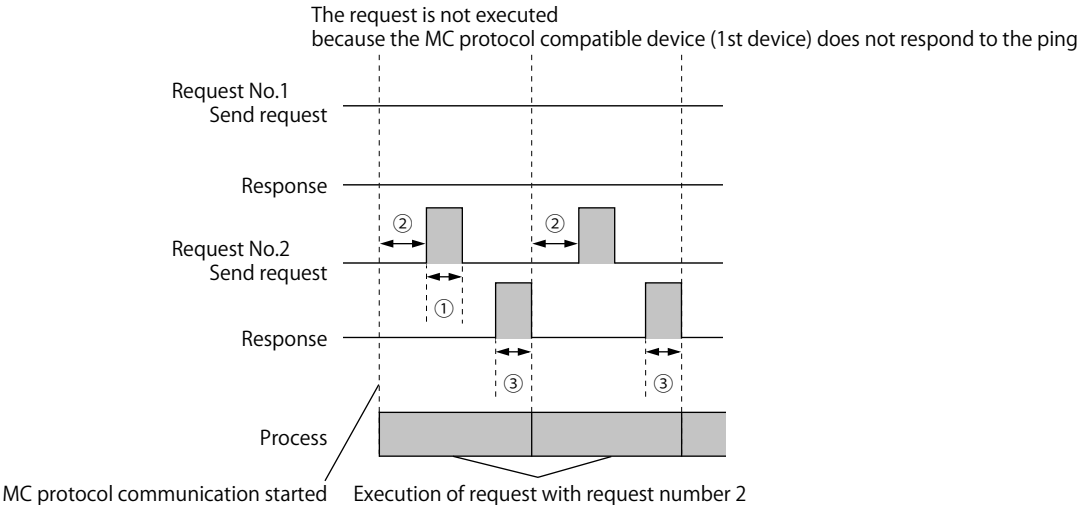 The request is not executed
because the MC protocol compatible device (1st device) does not respond to the ping
Request No.1
Send request
Response
② ②
Request No.2
Send request
①
Response
③ ③
Process
MC protocol communication started
Execution of request with request number 2